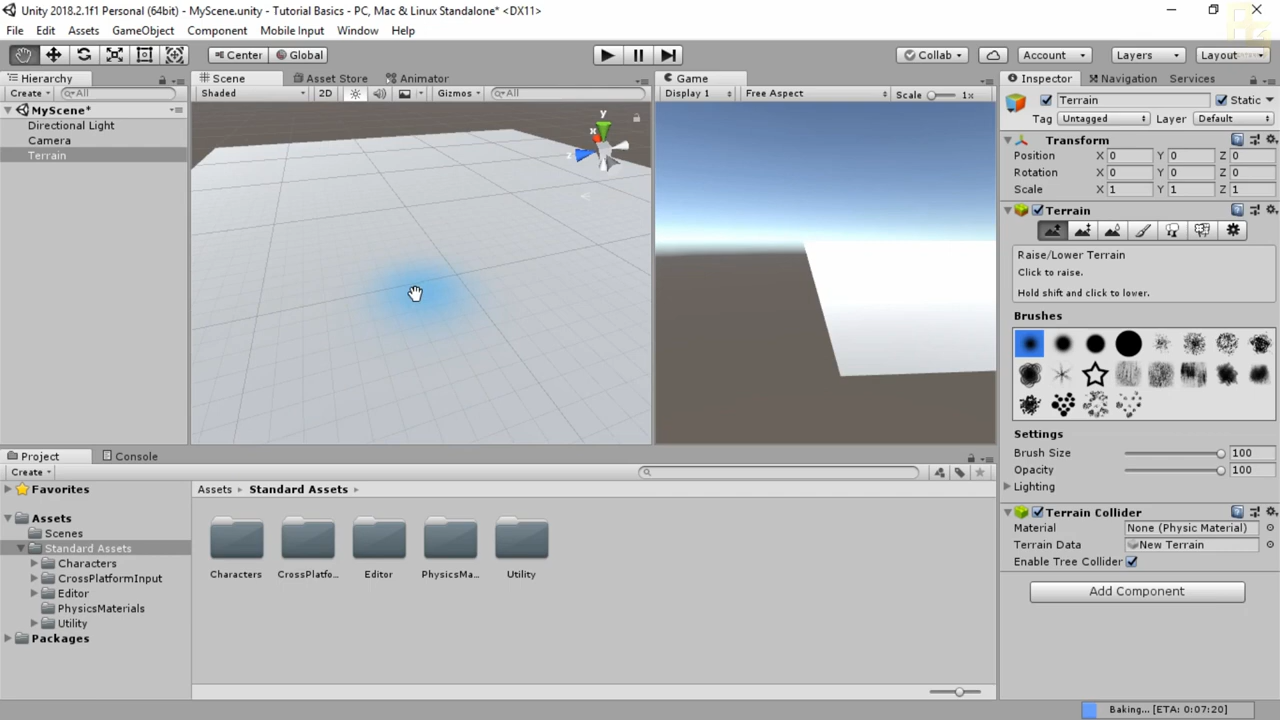 Unity 2018.2.1f1 Personal (64bit) - MyScene.unity - Tutorial Basics - PC, Mac & Linux Standalone* <DX11>
File Edit Assets GameObject Component Mobile Input Window Help
Center Global Collab Account Layers Layout
Hierarchy Scene Asset Store Animator Game Inspector Navigation Services
Create All Shaded 2D Gizmos All Display 1 Free Aspect Scale 1x Terrain Static
MyScene*
Directional Light
Camera
Terrain
y
x
z
Tag Untagged Layer Default
Transform
Position X 0 Y 0 Z 0
Rotation X 0 Y 0 Z 0
Scale X 1 Y 1 Z 1
Terrain
Raise/Lower Terrain
Click to raise.
Hold shift and click to lower.
Brushes
Settings
Brush Size 100
Opacity 100
Lighting
Terrain Collider
Material None (Physic Material)
Terrain Data New Terrain
Enable Tree Collider
Add Component
Project Console
Create
Favorites
Assets
Scenes
Standard Assets
Characters
CrossPlatformInput
Editor
PhysicsMaterials
Utility
Packages
Assets Standard Assets
Characters CrossPlatfo... Editor PhysicsMa... Utility
Baking... [ETA: 0:07:20]